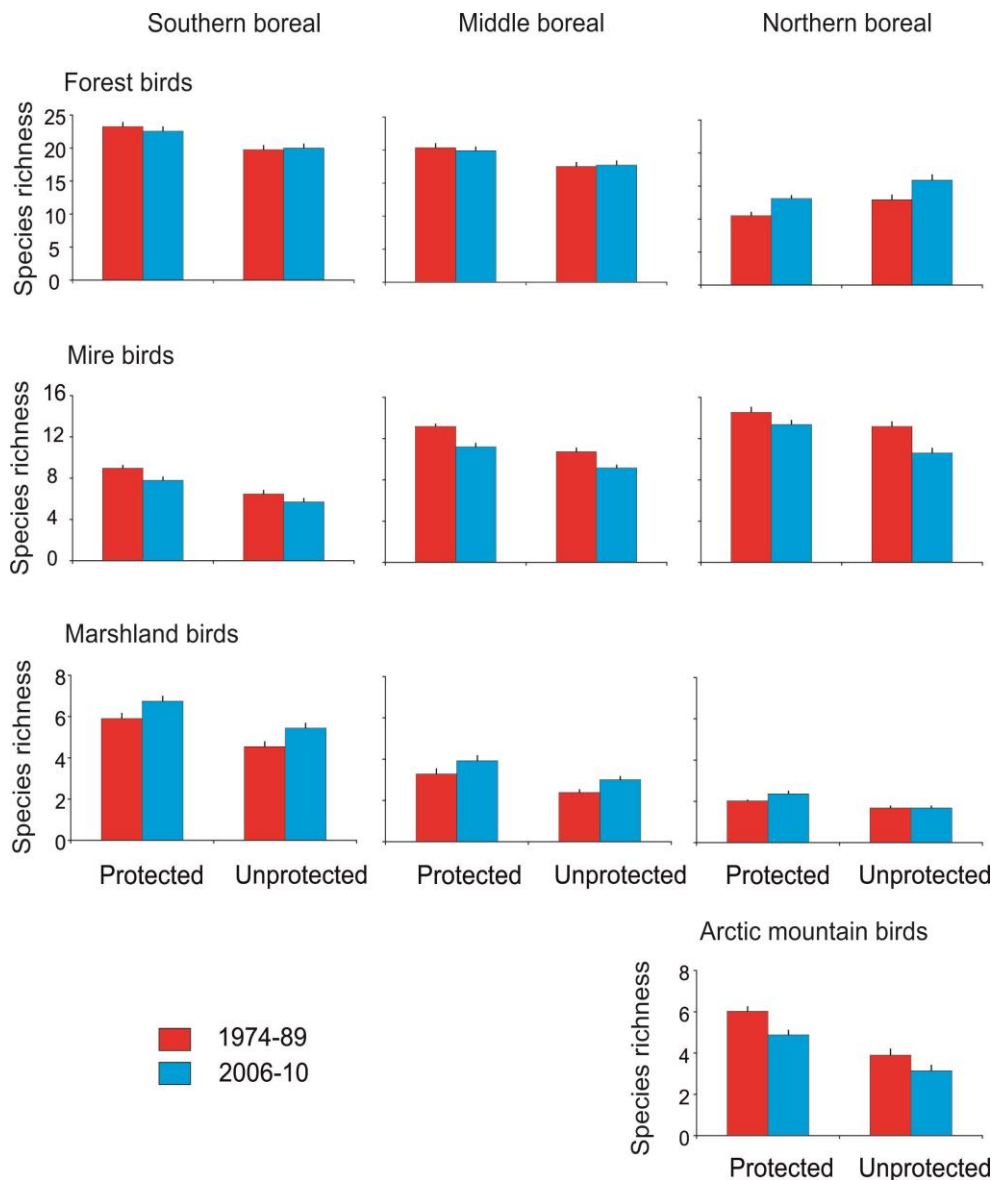 Southern boreal Middle boreal Northern boreal
Forest birds
Species richness
25
20
15
10
5
0
Mire birds
Species richness
16
12
8
4
0
Marshland birds
Species richness
8
6
4
2
0
Protected Unprotected Protected Unprotected Protected Unprotected
Arctic mountain birds
Species richness
8
6
4
2
0
Protected Unprotected
1974-89
2006-10